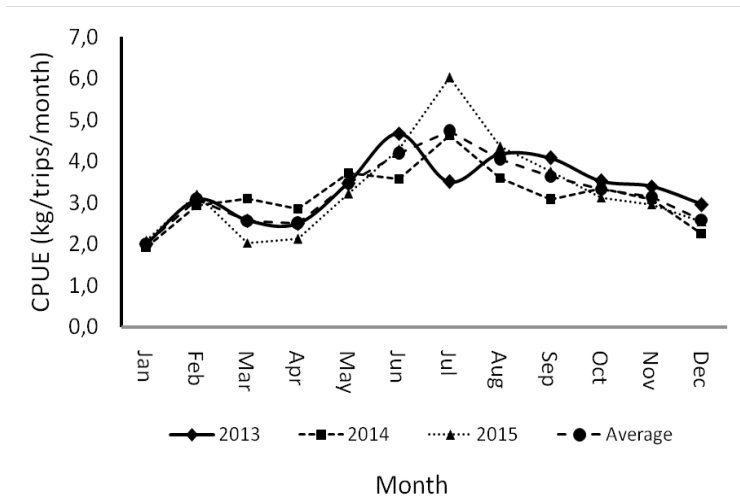 7,0
6,0
5,0
4,0
3,0
2,0
1,0
0,0
CPUE (kg/trips/month)
Jan Feb Mar Apr May Jun Jul Aug Sep Oct Nov Dec
2013 2014 2015 Average
Month